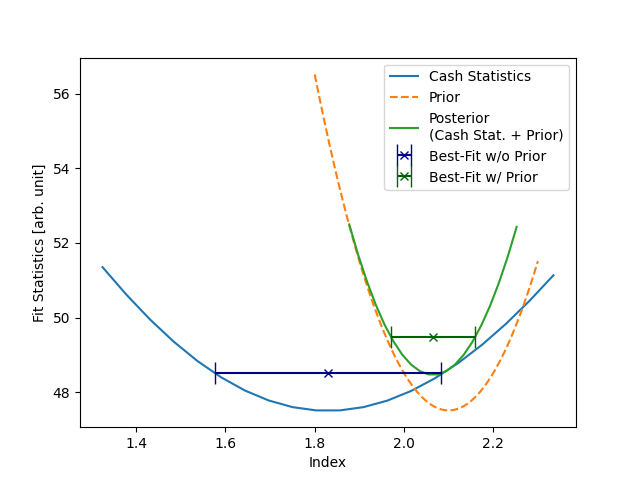 56
54
52
50
48
Fit Statistics [arb. unit]
1.4
1.6
1.8
2.0
2.2
Index
Cash Statistics
Prior
Posterior
(Cash Stat. + Prior)
Best-Fit w/o Prior
Best-Fit w/ Prior